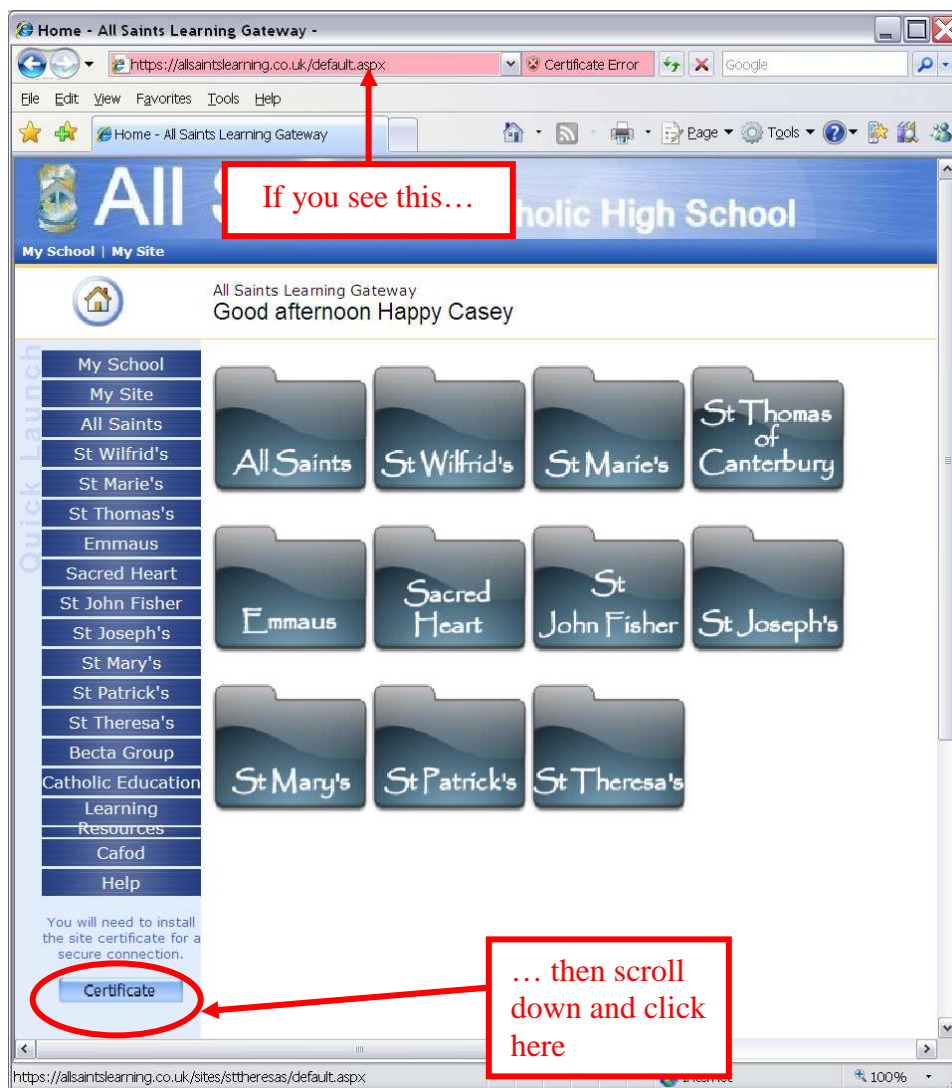 Home - All Saints Learning Gateway -
https://allsaintslearning.co.uk/default.aspx
Certificate Error
Google
File Edit View Favorites Tools Help
Home - All Saints Learning Gateway
Page Tools
If you see this…
All S
holic High School
My School | My Site
All Saints Learning Gateway
Good afternoon Happy Casey
Quick Launch
My School
My Site
All Saints
St Wilfrid's
St Marie's
St Thomas's
Emmaus
Sacred Heart
St John Fisher
St Joseph's
St Mary's
St Patrick's
St Theresa's
Becta Group
Catholic Education
Learning
Resources
Cafod
Help
You will need to install
the site certificate for a
secure connection.
Certificate
All Saints
St Wilfrid's
St Marie's
St Thomas
of
Canterbury
Emmaus
Sacred
Heart
St
John Fisher
St Joseph's
St Mary's
St Patrick's
St Theresa's
… then scroll
down and click
here
https://allsaintslearning.co.uk/sites/sttheresas/default.aspx
100%